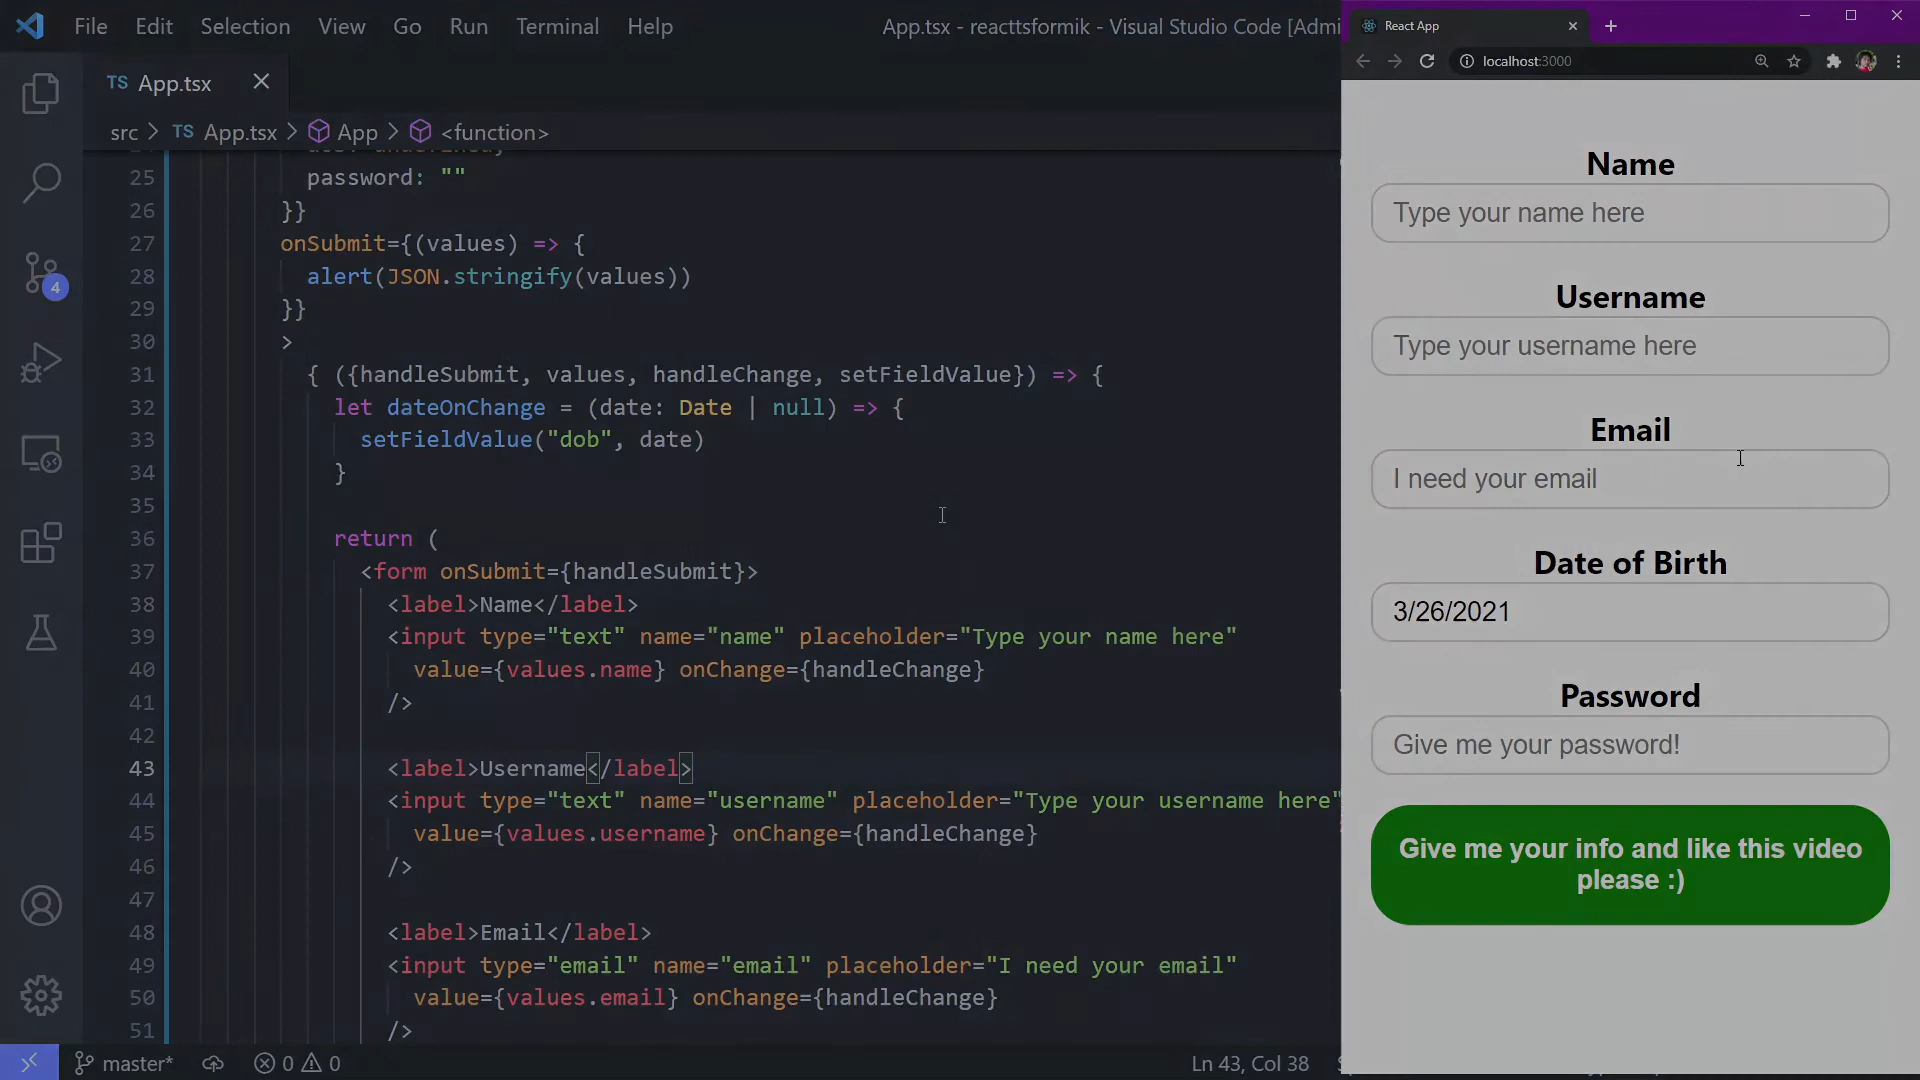 File Edit Selection View Go Run Terminal Help
App.tsx - reacttsformik - Visual Studio Code [Admi
TS App.tsx
src > TS App.tsx > App > <function>
25 password: ""
26 }}
27 onSubmit={(values) => {
28 alert(JSON.stringify(values))
29 }}
30 >
31 { ({handleSubmit, values, handleChange, setFieldValue}) => {
32 let dateOnChange = (date: Date | null) => {
33 setFieldValue("dob", date)
34 }
35
36 return (
37 <form onSubmit={handleSubmit}>
38 <label>Name</label>
39 <input type="text" name="name" placeholder="Type your name here"
40 value={values.name} onChange={handleChange}
41 />
42
43 <label>Username</label>
44 <input type="text" name="username" placeholder="Type your username here"
45 value={values.username} onChange={handleChange}
46 />
47
48 <label>Email</label>
49 <input type="email" name="email" placeholder="I need your email"
50 value={values.email} onChange={handleChange}
51 />
4
master* 0 0
Ln 43, Col 38
React App
localhost:3000
Name
Type your name here
Username
Type your username here
Email
I need your email
Date of Birth
3/26/2021
Password
Give me your password!
Give me your info and like this video
please :)